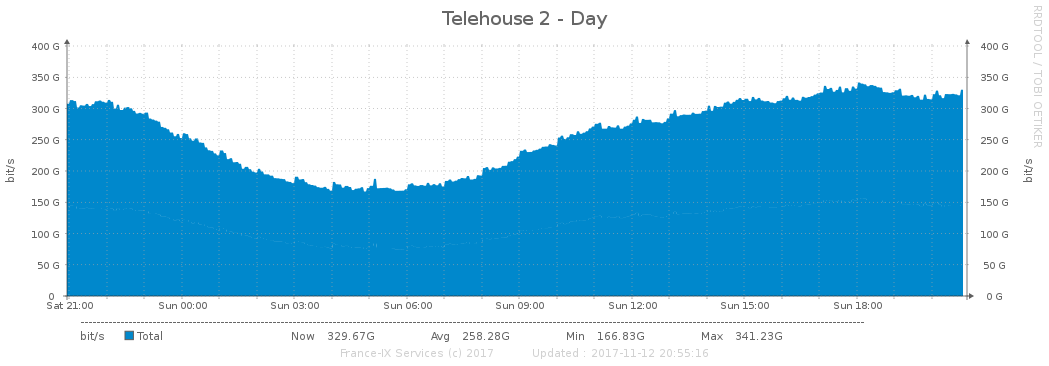 Telehouse 2 - Day
RRDTOOL / TOBI OETIKER
400 G 400 G
350 G 350 G
300 G 300 G
250 G 250 G
200 G 200 G
150 G 150 G
100 G 100 G
50 G 50 G
0 0 G
bit/s
bit/s
Sat 21:00 Sun 00:00 Sun 03:00 Sun 06:00 Sun 09:00 Sun 12:00 Sun 15:00 Sun 18:00
bit/s Total Now 329.67G Avg 258.28G Min 166.83G Max 341.23G
France-IX Services (c) 2017 Updated : 2017-11-12 20:55:16